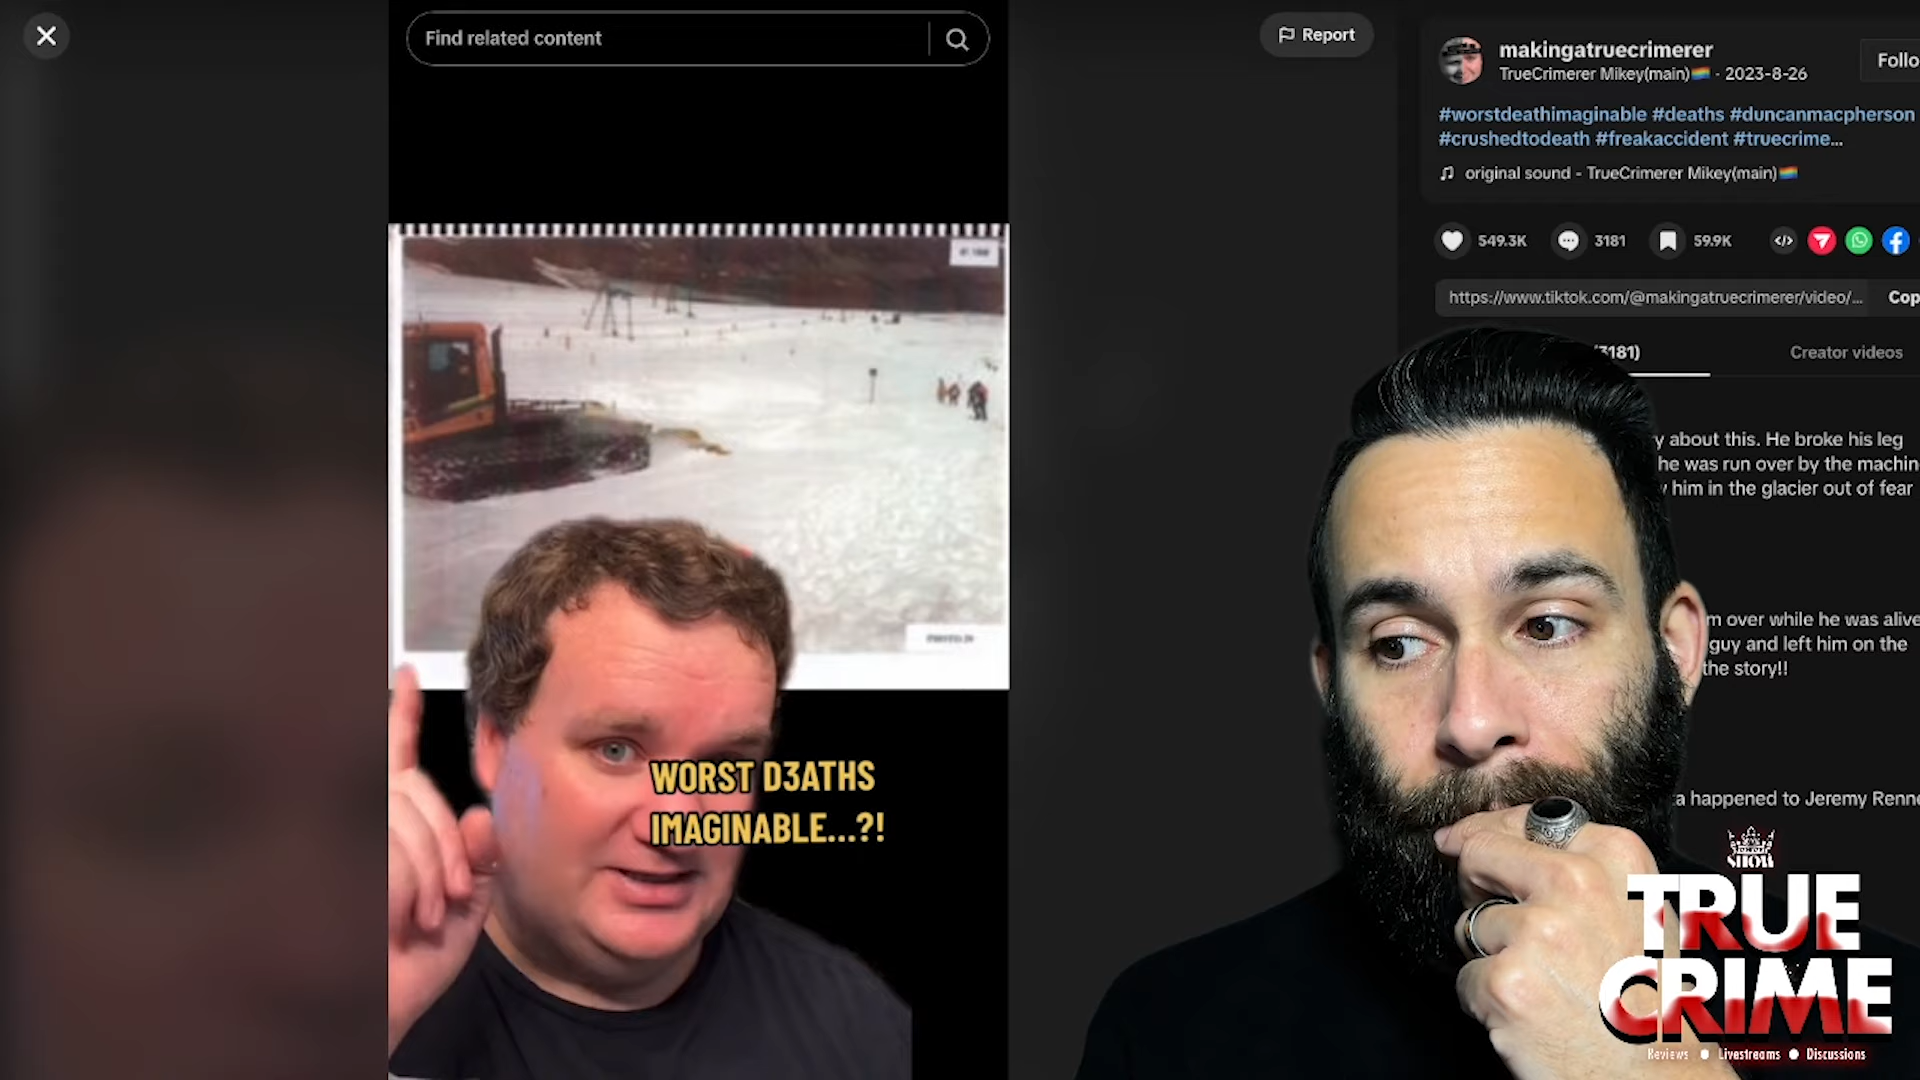 Find related content
Report
makingatruecrimerer
TrueCrimerer Mikey(main) · 2023-8-26
Follo
#worstdeathimaginable #deaths #duncanmacpherson
#crushedtodeath #freakaccident #truecrime...
original sound - TrueCrimerer Mikey(main)
549.3K
3181
59.9K
https://www.tiktok.com/@makingatruecrimerer/video/...
Cop
3181)
Creator videos
y about this. He broke his leg
he was run over by the machin
him in the glacier out of fear
m over while he was alive
guy and left him on the
the story!!
a happened to Jeremy Renne
WORST D3ATHS
IMAGINABLE...?!
SHOW
TRUE
CRIME
Reviews ● Livestreams ● Discussions